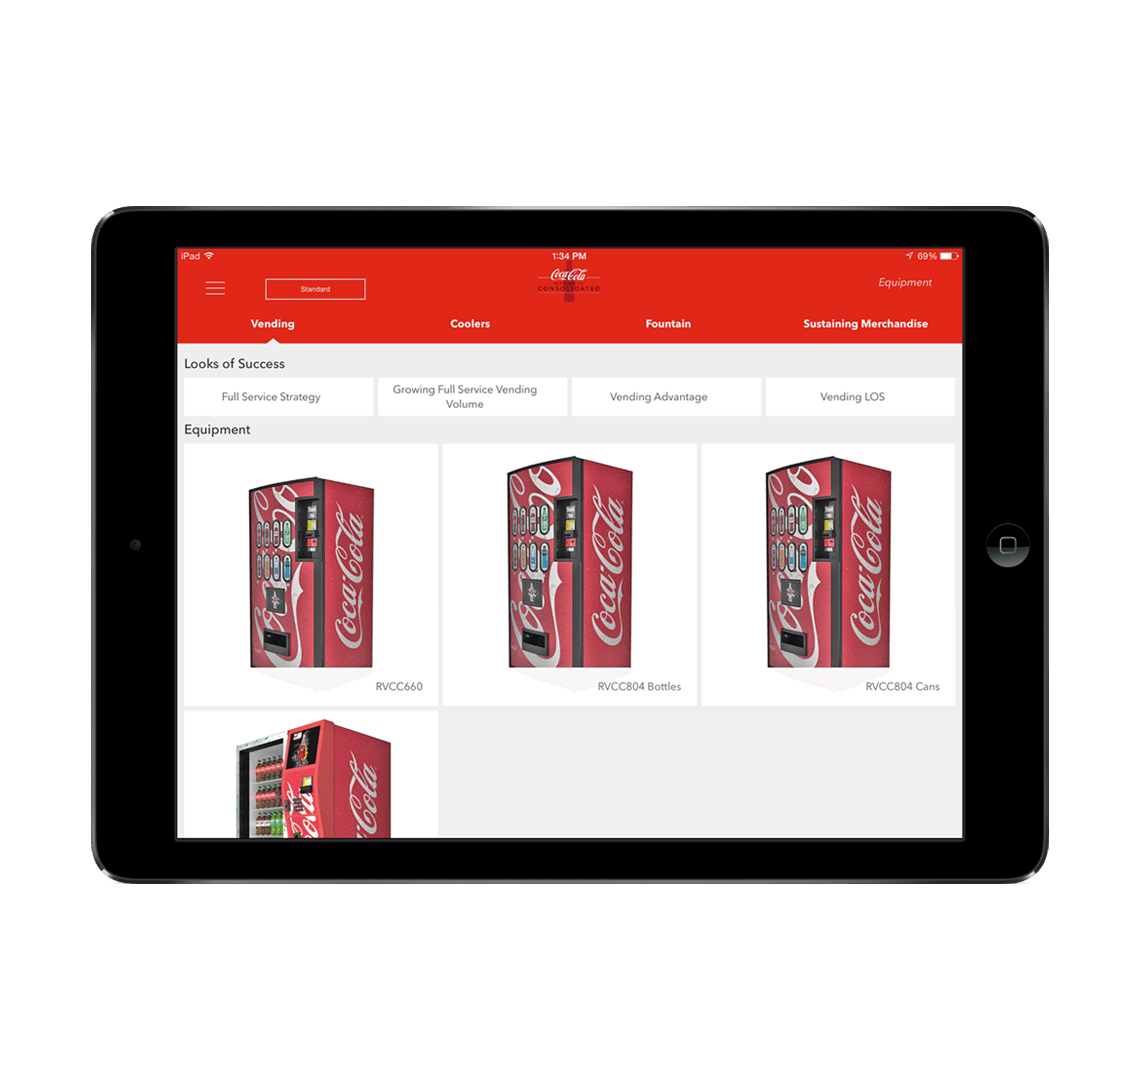 iPad
1:34 PM
69%
Standard
Coca-Cola
CONSOLIDATED
Equipment
Vending
Coolers
Fountain
Sustaining Merchandise
Looks of Success
Full Service Strategy
Growing Full Service Vending
Volume
Vending Advantage
Vending LOS
Equipment
Coca-Cola
Coca-Cola
Coca-Cola
RVCC660
RVCC804 Bottles
RVCC804 Cans
Coca-Cola